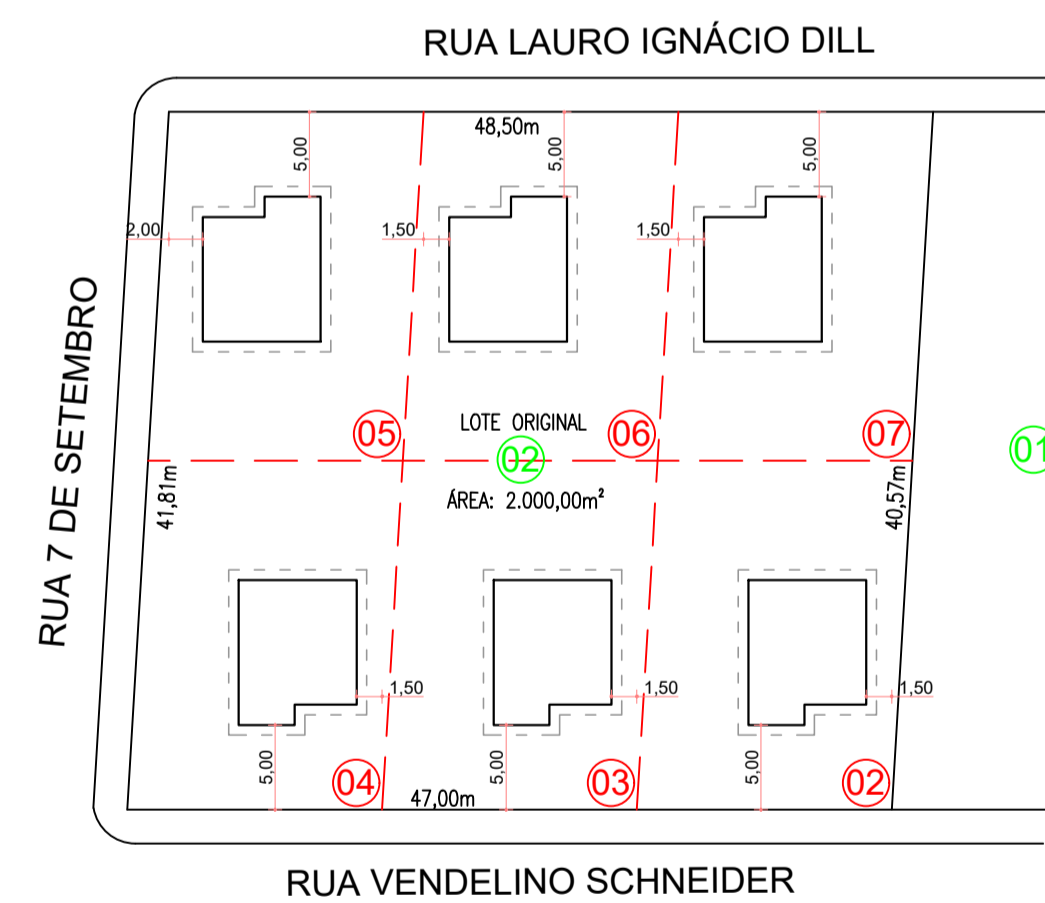 RUA LAURO IGNÁCIO DILL
48,50m
5,00
5,00
5,00
2,00
1,50
1,50
RUA 7 DE SETEMBRO
05
LOTE ORIGINAL
06
07
02
01
41,81m
ÁREA: 2.000,00m²
40,57m
1,50
1,50
1,50
5,00
5,00
5,00
04
03
02
47,00m
RUA VENDELINO SCHNEIDER